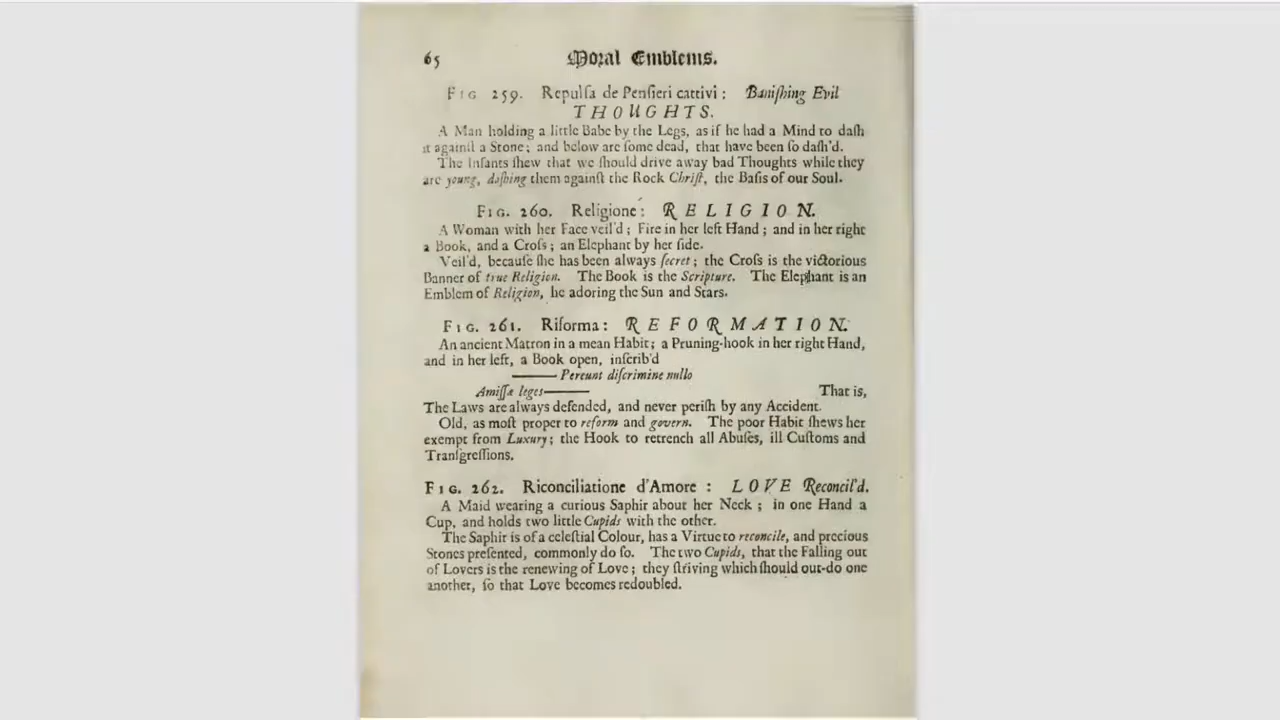 65 Moral Emblems.
FIG. 259. Repulſa de Penſieri cattivi: Baniſhing Evil
THOUGHTS.
A Man holding a little Babe by the Legs, as if he had a Mind to daſh
it againſt a Stone; and below are ſome dead, that have been ſo daſh'd.
The Infants ſhew that we ſhould drive away bad Thoughts while they
are young, daſhing them againſt the Rock Chriſt, the Baſis of our Soul.
FIG. 260. Religione: RELIGION.
A Woman with her Face veil'd; Fire in her left Hand; and in her right
a Book, and a Croſs; an Elephant by her ſide.
Veil'd, becauſe ſhe has been always ſecret; the Croſs is the victorious
Banner of true Religion. The Book is the Scripture. The Elephant is an
Emblem of Religion, he adoring the Sun and Stars.
FIG. 261. Riforma: REFORMATION.
An ancient Matron in a mean Habit; a Pruning-hook in her right Hand,
and in her left, a Book open, inſcrib'd
——— Pereunt diſcrimine nullo
Amiſſæ leges——— That is,
The Laws are always defended, and never periſh by any Accident.
Old, as moſt proper to reform and govern. The poor Habit ſhews her
exempt from Luxury; the Hook to retrench all Abuſes, ill Cuſtoms and
Tranſgreſſions.
FIG. 262. Riconciliatione d'Amore: LOVE Reconcil'd.
A Maid wearing a curious Saphir about her Neck; in one Hand a
Cup, and holds two little Cupids with the other.
The Saphir is of a celeſtial Colour, has a Virtue to reconcile, and precious
Stones preſented, commonly do ſo. The two Cupids, that the Falling out
of Lovers is the renewing of Love; they ſtriving which ſhould out-do one
another, ſo that Love becomes redoubled.